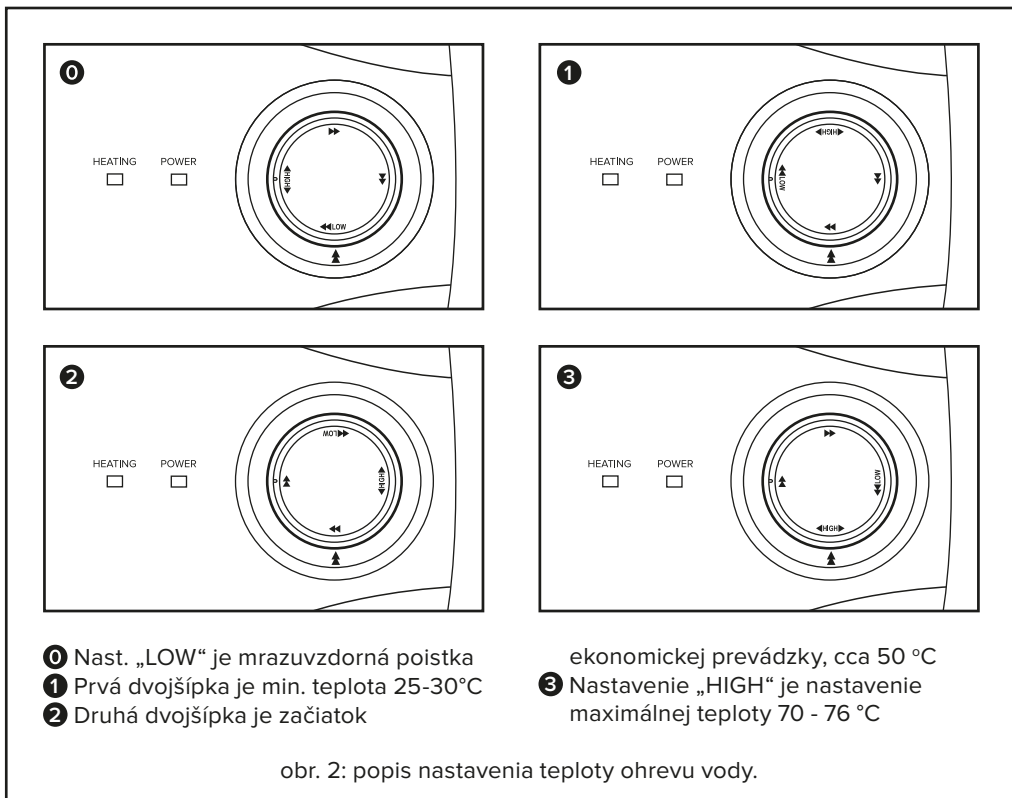 0
HEATING POWER
HIGH
LOW
1
HEATING POWER
HIGH
LOW
2
HEATING POWER
LOW
HIGH
3
HEATING POWER
LOW
HIGH
0 Nast. „LOW“ je mrazuvzdorná poistka
1 Prvá dvojšípka je min. teplota 25-30°C
2 Druhá dvojšípka je začiatok
ekonomickej prevádzky, cca 50 °C
3 Nastavenie „HIGH“ je nastavenie
maximálnej teploty 70 - 76 °C
obr. 2: popis nastavenia teploty ohrevu vody.